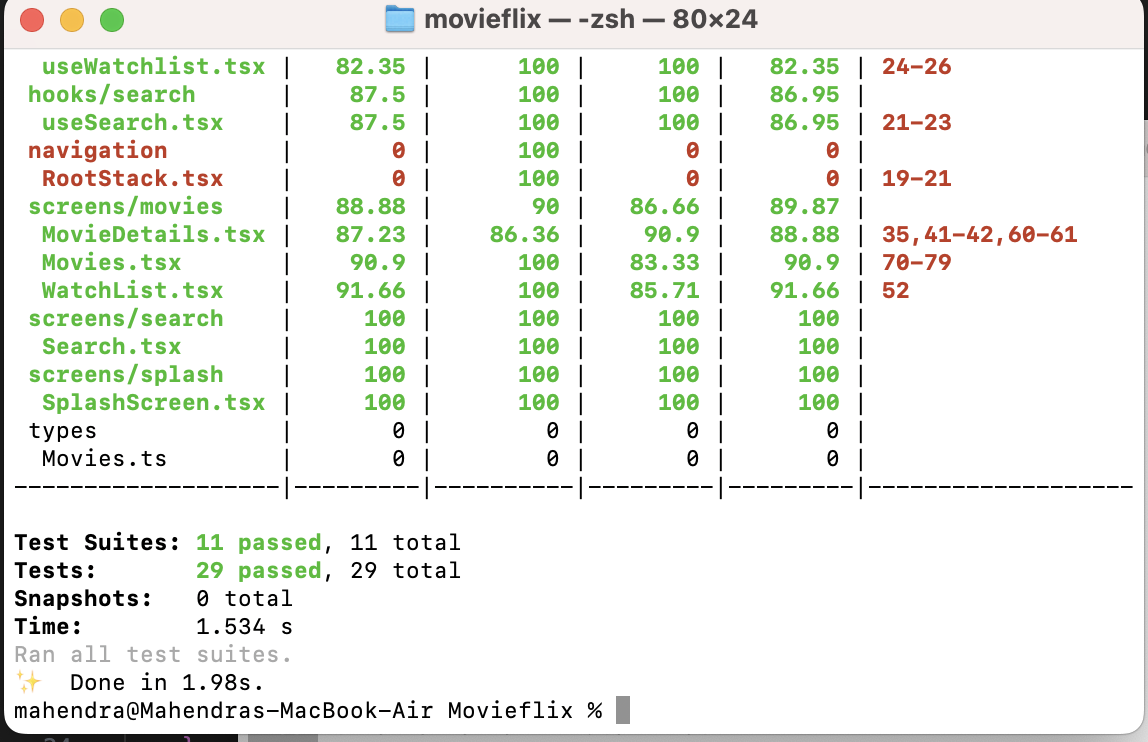 movieflix — -zsh — 80×24
useWatchlist.tsx | 82.35 | 100 | 100 | 82.35 | 24-26
hooks/search | 87.5 | 100 | 100 | 86.95 |
useSearch.tsx | 87.5 | 100 | 100 | 86.95 | 21-23
navigation | 0 | 100 | 0 | 0 |
RootStack.tsx | 0 | 100 | 0 | 0 | 19-21
screens/movies | 88.88 | 90 | 86.66 | 89.87 |
MovieDetails.tsx | 87.23 | 86.36 | 90.9 | 88.88 | 35,41-42,60-61
Movies.tsx | 90.9 | 100 | 83.33 | 90.9 | 70-79
WatchList.tsx | 91.66 | 100 | 85.71 | 91.66 | 52
screens/search | 100 | 100 | 100 | 100 |
Search.tsx | 100 | 100 | 100 | 100 |
screens/splash | 100 | 100 | 100 | 100 |
SplashScreen.tsx | 100 | 100 | 100 | 100 |
types | 0 | 0 | 0 | 0 |
Movies.ts | 0 | 0 | 0 | 0 |
-------------------|---------|----------|---------|---------|-------------------
Test Suites: 11 passed, 11 total
Tests: 29 passed, 29 total
Snapshots: 0 total
Time: 1.534 s
Ran all test suites.
✨ Done in 1.98s.
mahendra@Mahendras-MacBook-Air Movieflix %